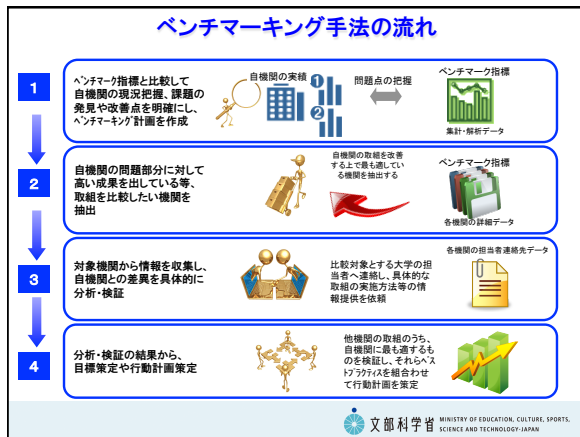 ベンチマーキング手法の流れ
1
ベンチマーク指標と比較して
自機関の現況把握、課題の
発見や改善点を明確にし、
ベンチマーキング計画を作成
自機関の実績
1
2
問題点の把握
ベンチマーク指標
集計・解析データ
2
自機関の問題部分に対して
高い成果を出している等、
取組を比較したい機関を
抽出
自機関の取組を改善
する上で最も適してい
る機関を抽出する
ベンチマーク指標
各機関の詳細データ
3
対象機関から情報を収集し、
自機関との差異を具体的に
分析・検証
比較対象とする大学の担
当者へ連絡し、具体的な
取組の実施方法等の情
報提供を依頼
各機関の担当者連絡先データ
4
分析・検証の結果から、
目標策定や行動計画策定
他機関の取組のうち、
自機関に最も適するも
のを検証し、それらベス
トプラクティスを組合わせ
て行動計画を策定
文部科学省
MINISTRY OF EDUCATION, CULTURE, SPORTS,
SCIENCE AND TECHNOLOGY-JAPAN